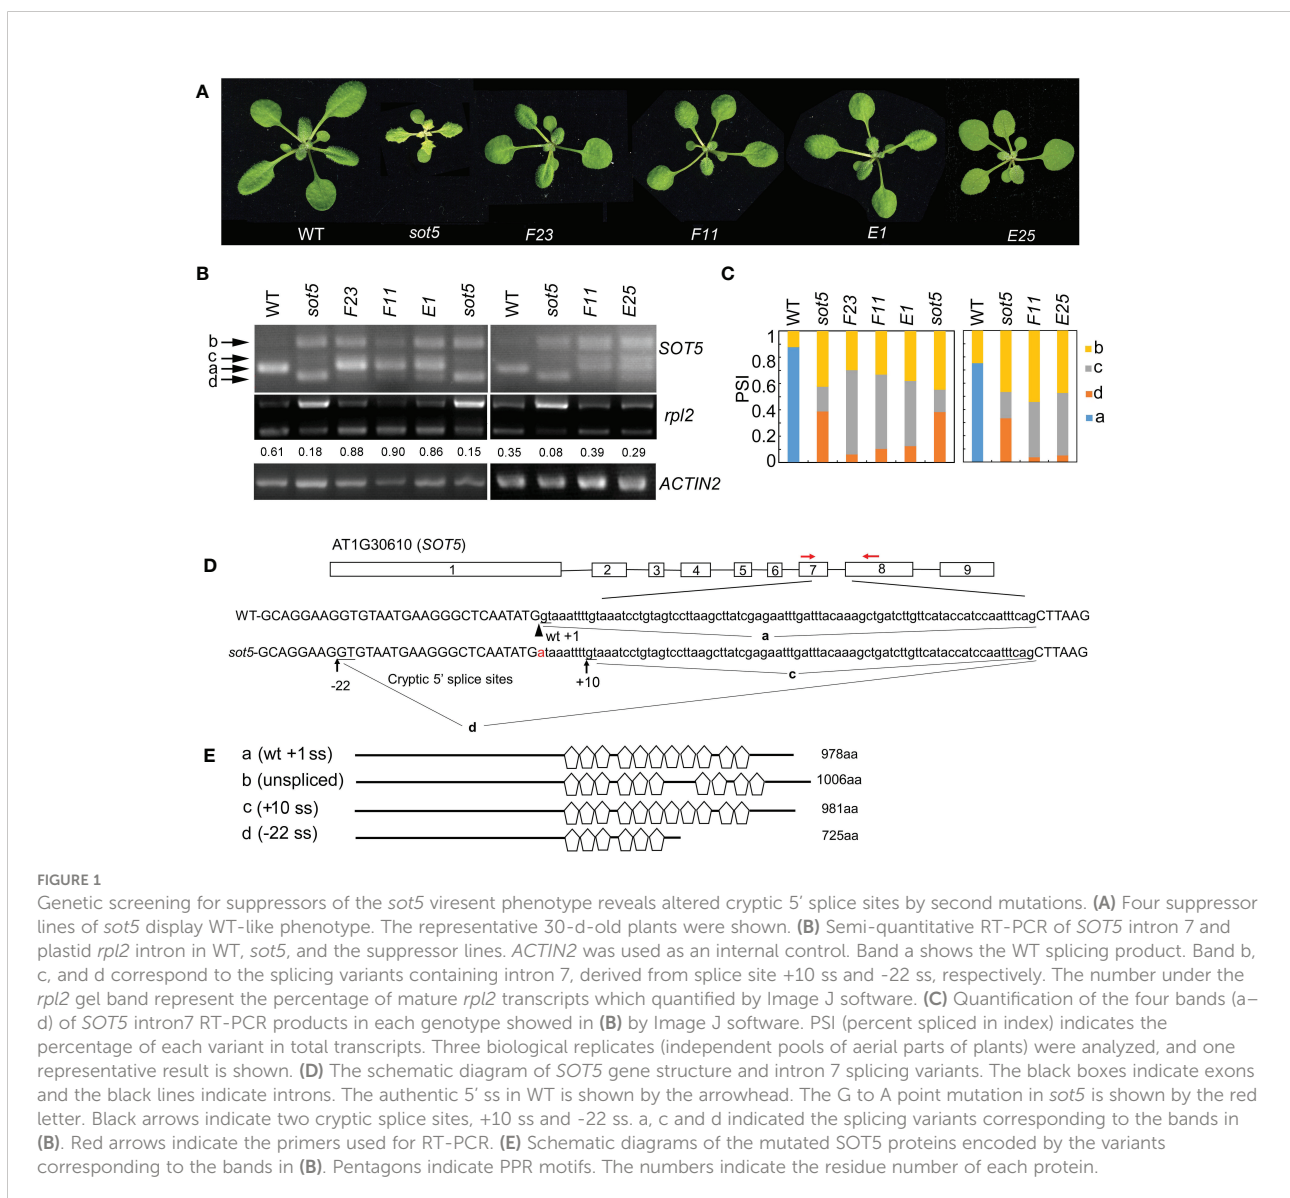 A
WT
sot5
F23
F11
E1
E25
B
WT
sot5
F23
F11
E1
sot5
WT
sot5
F11
E25
b
c
a
d
SOT5
rpl2
0.61 0.18 0.88 0.90 0.86 0.15 0.35 0.08 0.39 0.29
ACTIN2
C
WT
sot5
F23
F11
E1
sot5
WT
sot5
F11
E25
PSI
1
0.8
0.6
0.4
0.2
0
b
c
d
a
D
AT1G30610 (SOT5)
1 2 3 4 5 6 7 8 9
WT-GCAGGAAGGTGTAATGAAGGGCTCAATATGgtaaattttgtaaatcctgtagtccttaagcttatcgagaatttgatttacaaagctgatcttgttcataccatccaatttcagCTTAAG
wt +1
a
sot5-GCAGGAAGGTGTAATGAAGGGCTCAATATGataaattttgtaaatcctgtagtccttaagcttatcgagaatttgatttacaaagctgatcttgttcataccatccaatttcagCTTAAG
-22
Cryptic 5' splice sites
+10
c
d
E
a (wt +1 ss) 978aa
b (unspliced) 1006aa
c (+10 ss) 981aa
d (-22 ss) 725aa
FIGURE 1
Genetic screening for suppressors of the sot5 viresent phenotype reveals altered cryptic 5' splice sites by second mutations. (A) Four suppressor
lines of sot5 display WT-like phenotype. The representative 30-d-old plants were shown. (B) Semi-quantitative RT-PCR of SOT5 intron 7 and
plastid rpl2 intron in WT, sot5, and the suppressor lines. ACTIN2 was used as an internal control. Band a shows the WT splicing product. Band b,
c, and d correspond to the splicing variants containing intron 7, derived from splice site +10 ss and -22 ss, respectively. The number under the
rpl2 gel band represent the percentage of mature rpl2 transcripts which quantified by Image J software. (C) Quantification of the four bands (a–
d) of SOT5 intron7 RT-PCR products in each genotype showed in (B) by Image J software. PSI (percent spliced in index) indicates the
percentage of each variant in total transcripts. Three biological replicates (independent pools of aerial parts of plants) were analyzed, and one
representative result is shown. (D) The schematic diagram of SOT5 gene structure and intron 7 splicing variants. The black boxes indicate exons
and the black lines indicate introns. The authentic 5' ss in WT is shown by the arrowhead. The G to A point mutation in sot5 is shown by the red
letter. Black arrows indicate two cryptic splice sites, +10 ss and -22 ss. a, c and d indicated the splicing variants corresponding to the bands in
(B). Red arrows indicate the primers used for RT-PCR. (E) Schematic diagrams of the mutated SOT5 proteins encoded by the variants
corresponding to the bands in (B). Pentagons indicate PPR motifs. The numbers indicate the residue number of each protein.